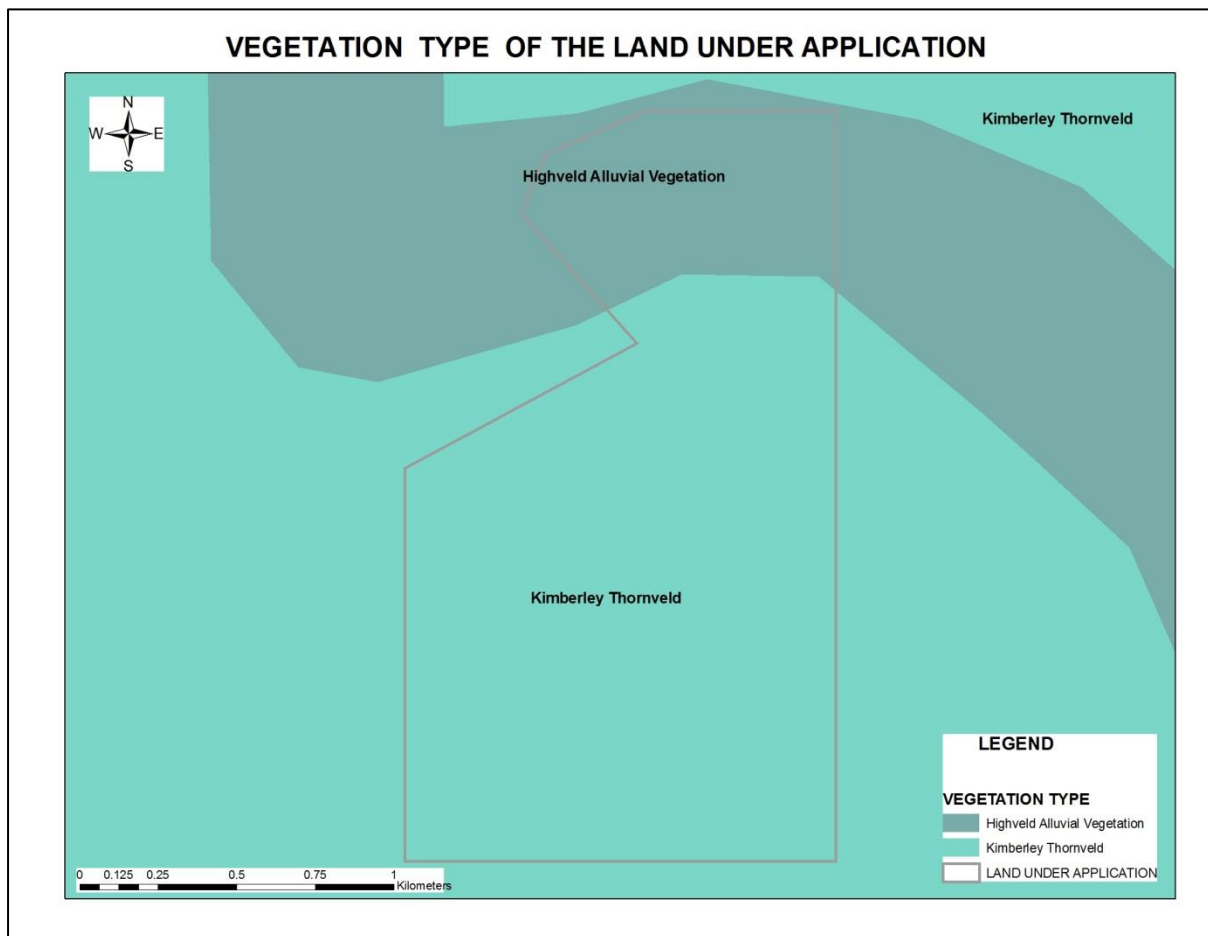 VEGETATION TYPE OF THE LAND UNDER APPLICATION
N
W E
S
Kimberley Thornveld
Highveld Alluvial Vegetation
Kimberley Thornveld
LEGEND
VEGETATION TYPE
Highveld Alluvial Vegetation
Kimberley Thornveld
LAND UNDER APPLICATION
0 0.125 0.25 0.5 0.75 1
Kilometers